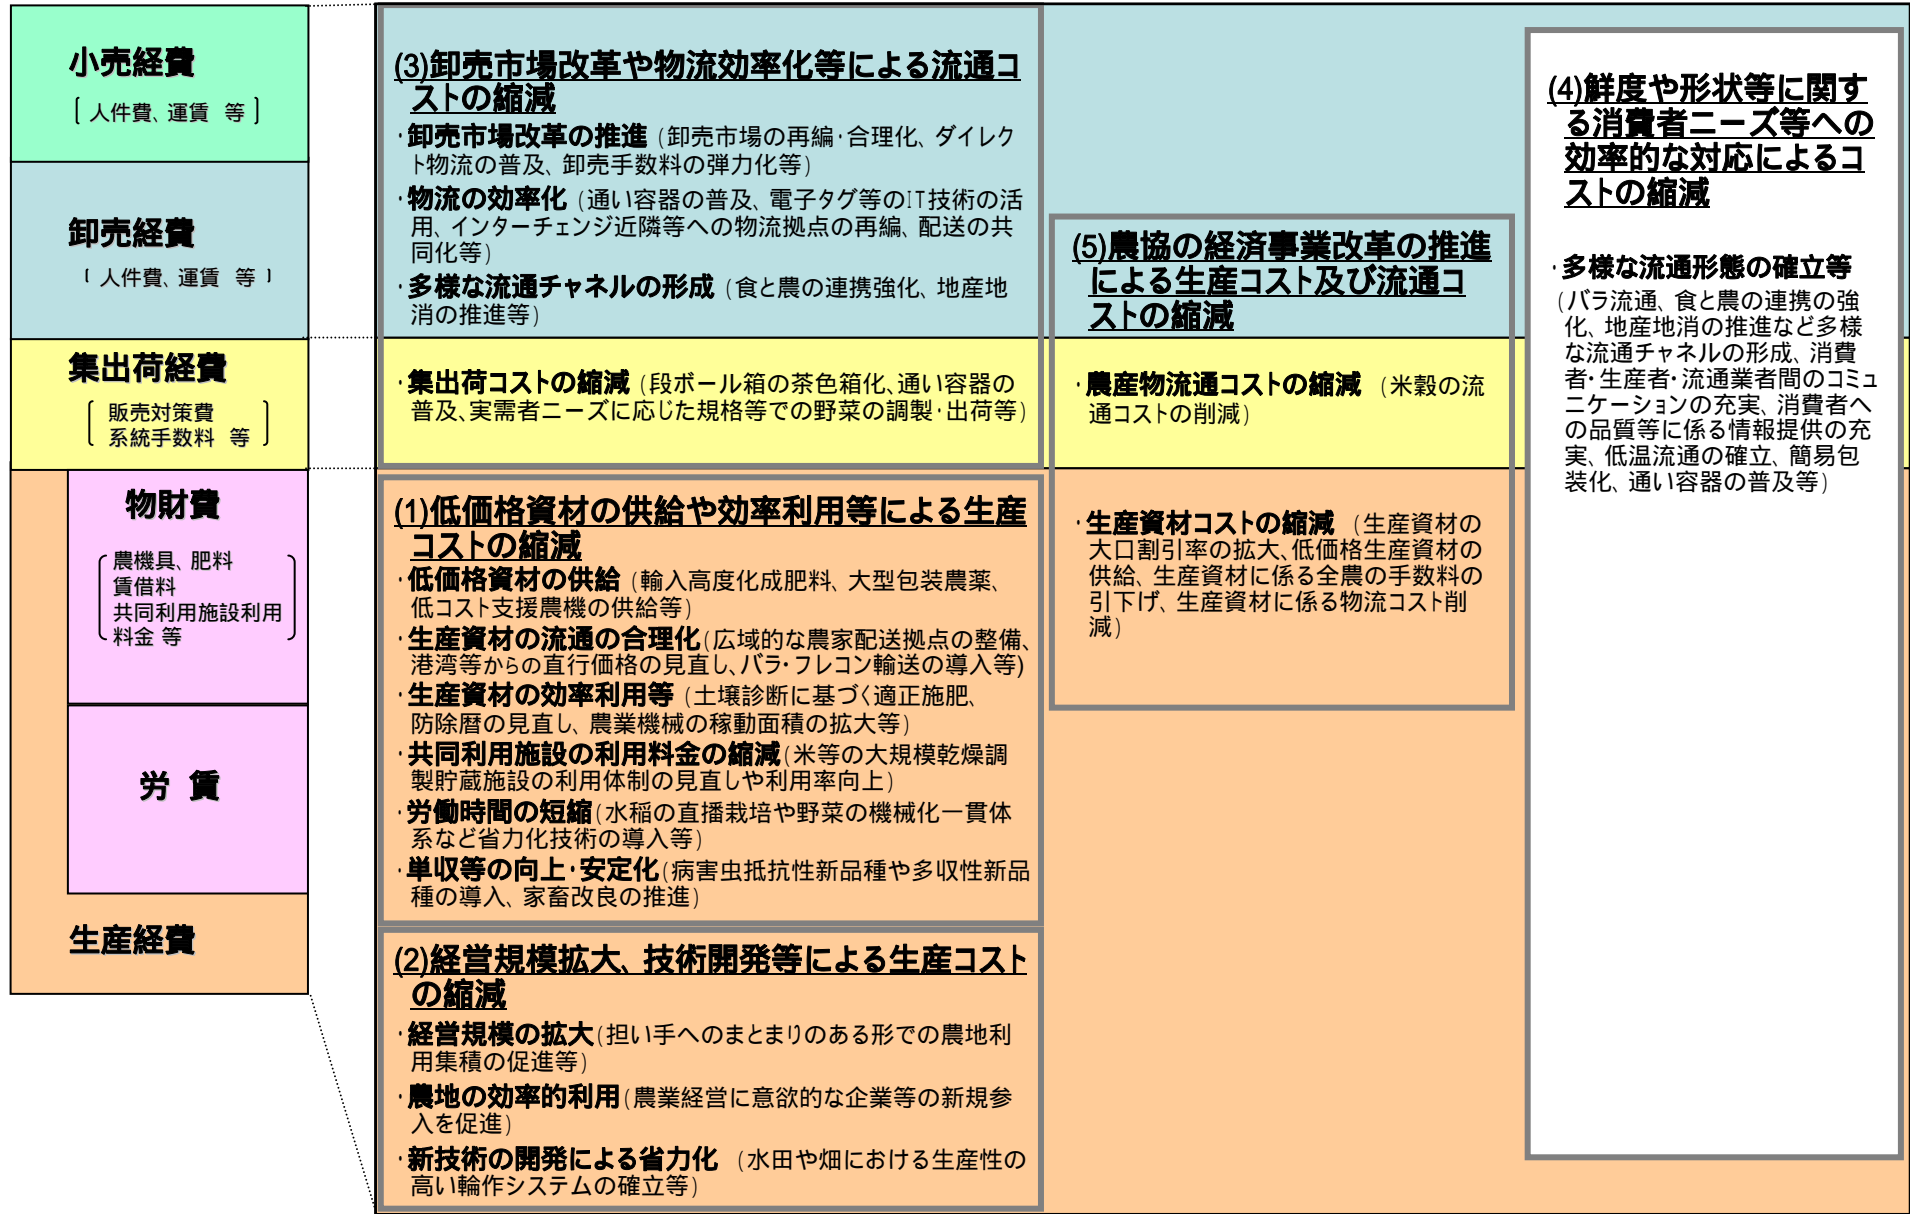 小売経費
〔 人件費、運賃 等 〕
卸売経費
〔 人件費、運賃 等 〕
集出荷経費
販売対策費
系統手数料 等
物財費
農機具、肥料
賃借料
共同利用施設利用
料金 等
労 賃
生産経費
(3)卸売市場改革や物流効率化等による流通コ
ストの縮減
・卸売市場改革の推進（卸売市場の再編・合理化、ダイレク
ト物流の普及、卸売手数料の弾力化等）
・物流の効率化（通い容器の普及、電子タグ等のIT技術の活
用、インターチェンジ近隣等への物流拠点の再編、配送の共
同化等）
・多様な流通チャネルの形成（食と農の連携強化、地産地
消の推進等）
・集出荷コストの縮減（段ボール箱の茶色箱化、通い容器の
普及、実需者ニーズに応じた規格等での野菜の調製・出荷等）
(1)低価格資材の供給や効率利用等による生産
コストの縮減
・低価格資材の供給（輸入高度化成肥料、大型包装農薬、
低コスト支援農機の供給等）
・生産資材の流通の合理化（広域的な農家配送拠点の整備、
港湾等からの直行価格の見直し、バラ・フレコン輸送の導入等)
・生産資材の効率利用等（土壌診断に基づく適正施肥、
防除暦の見直し、農業機械の稼動面積の拡大等）
・共同利用施設の利用料金の縮減（米等の大規模乾燥調
製貯蔵施設の利用体制の見直しや利用率向上）
・労働時間の短縮（水稲の直播栽培や野菜の機械化一貫体
系など省力化技術の導入等）
・単収等の向上・安定化（病害虫抵抗性新品種や多収性新品
種の導入、家畜改良の推進）
(2)経営規模拡大、技術開発等による生産コスト
の縮減
・経営規模の拡大（担い手へのまとまりのある形での農地利
用集積の促進等）
・農地の効率的利用（農業経営に意欲的な企業等の新規参
入を促進）
・新技術の開発による省力化 （水田や畑における生産性の
高い輪作システムの確立等）
(5)農協の経済事業改革の推進
による生産コスト及び流通コ
ストの縮減
・農産物流通コストの縮減 （米穀の流
通コストの削減）
・生産資材コストの縮減 （生産資材の
大口割引率の拡大、低価格生産資材の
供給、生産資材に係る全農の手数料の
引下げ、生産資材に係る物流コスト削
減）
(4)鮮度や形状等に関す
る消費者ニーズ等への
効率的な対応によるコ
ストの縮減
・多様な流通形態の確立等
（バラ流通、食と農の連携の強
化、地産地消の推進など多様
な流通チャネルの形成、消費
者・生産者・流通業者間のコミュ
ニケーションの充実、消費者へ
の品質等に係る情報提供の充
実、低温流通の確立、簡易包
装化、通い容器の普及等）